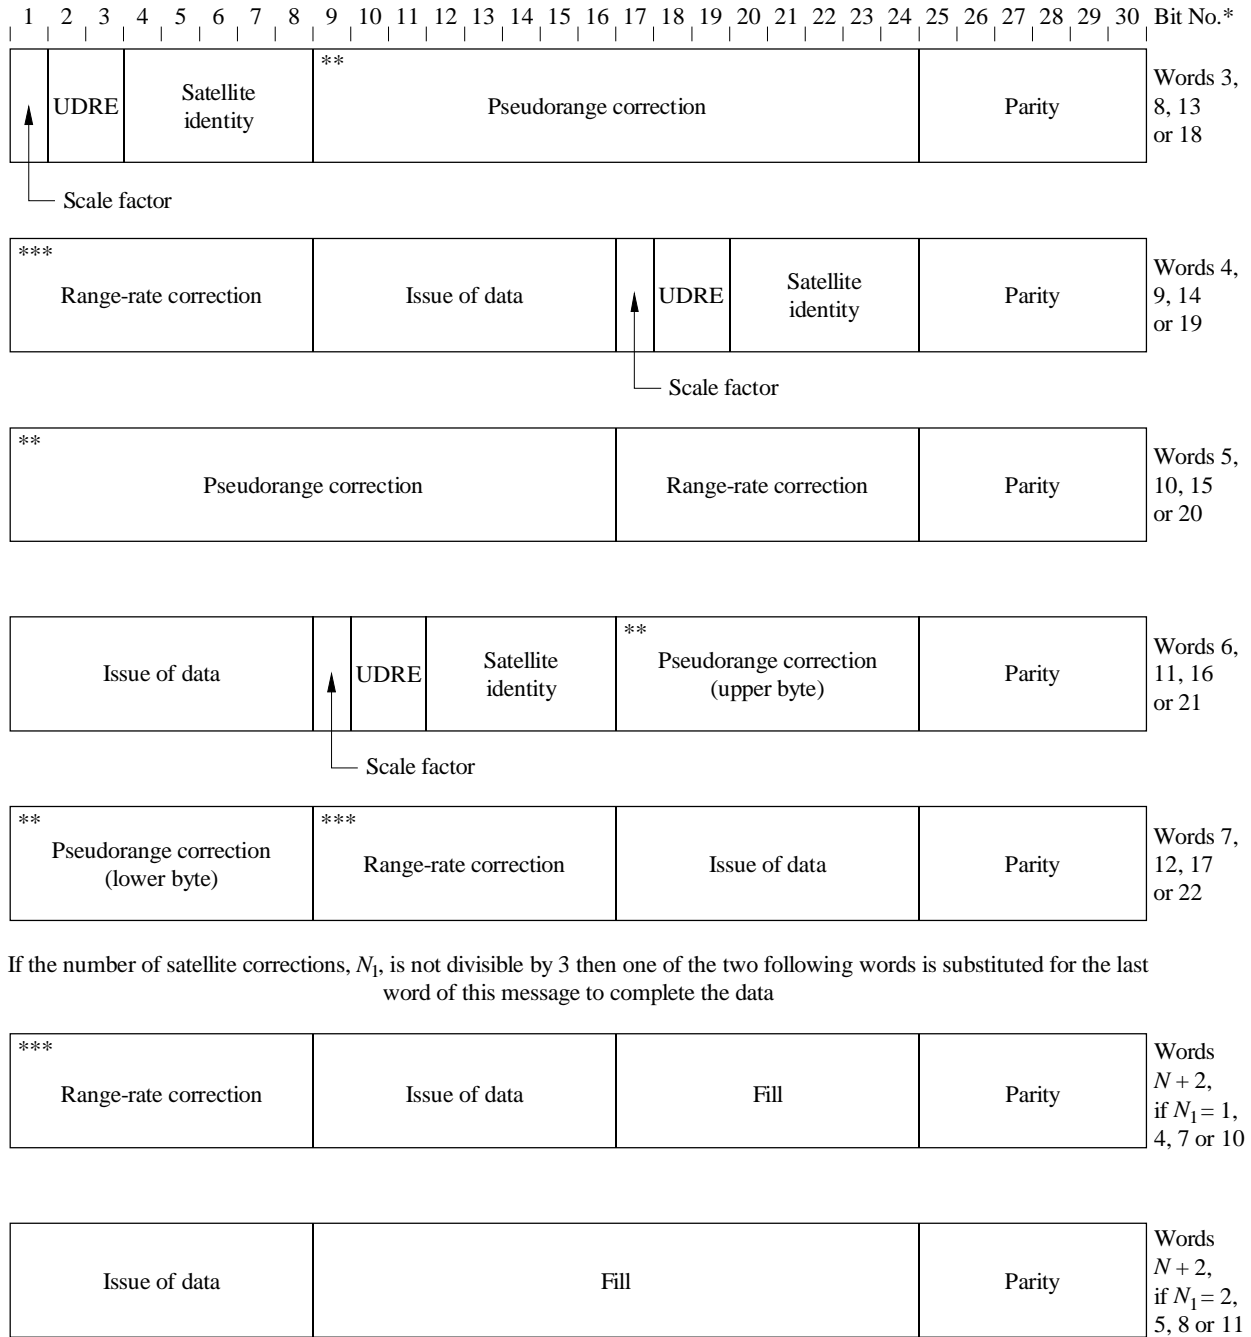 1 2 3 4 5 6 7 8 9 10 11 12 13 14 15 16 17 18 19 20 21 22 23 24 25 26 27 28 29 30 Bit No.*
UDRE
Satellite
identity
**
Pseudorange correction
Parity
Words 3,
8, 13
or 18
Scale factor
***
Range-rate correction
Issue of data
UDRE
Satellite
identity
Parity
Words 4,
9, 14
or 19
Scale factor
**
Pseudorange correction
Range-rate correction
Parity
Words 5,
10, 15
or 20
Issue of data
UDRE
Satellite
identity
**
Pseudorange correction
(upper byte)
Parity
Words 6,
11, 16
or 21
Scale factor
**
Pseudorange correction
(lower byte)
***
Range-rate correction
Issue of data
Parity
Words 7,
12, 17
or 22
If the number of satellite corrections, N1, is not divisible by 3 then one of the two following words is substituted for the last
word of this message to complete the data
***
Range-rate correction
Issue of data
Fill
Parity
Words
N + 2,
if N1 = 1,
4, 7 or 10
Issue of data
Fill
Parity
Words
N + 2,
if N1 = 2,
5, 8 or 11